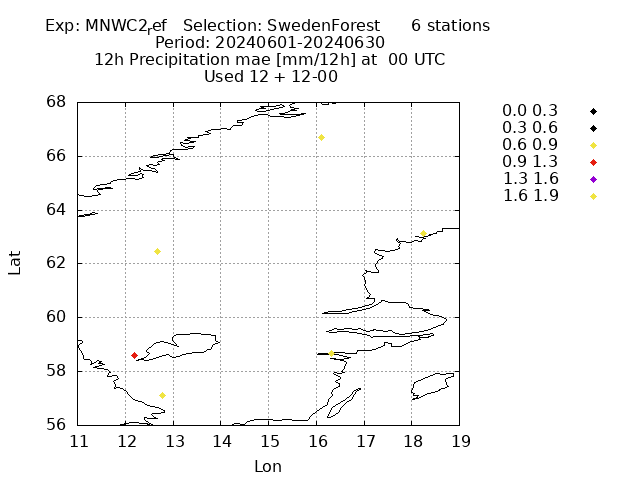 Exp: MNWC2ref   Selection: SwedenForest      6 stations
Period: 20240601-20240630
12h Precipitation mae [mm/12h] at  00 UTC
Used 12 + 12-00
0.0 0.3
0.3 0.6
0.6 0.9
0.9 1.3
1.3 1.6
1.6 1.9
68
66
64
62
60
58
56
Lat
11 12 13 14 15 16 17 18 19
Lon